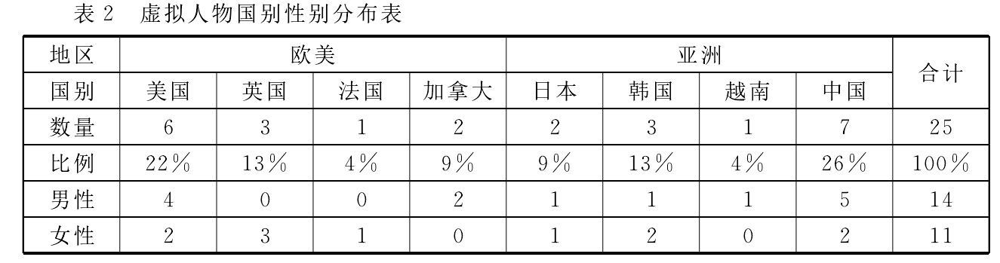 表2 虚拟人物国别性别分布表
地区 欧美 亚洲 合计
国别 美国 英国 法国 加拿大 日本 韩国 越南 中国
数量 6 3 1 2 2 3 1 7 25
比例 22% 13% 4% 9% 9% 13% 4% 26% 100%
男性 4 0 0 2 1 1 1 5 14
女性 2 3 1 0 1 2 0 2 11